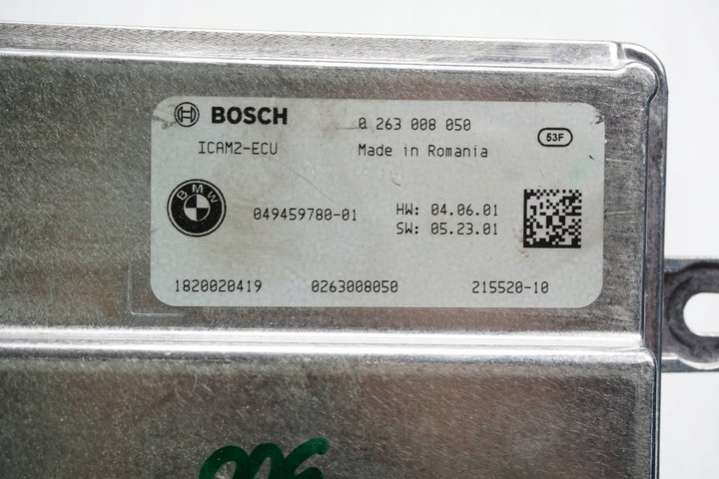 BOSCH 0 263 008 050
ICAM2-ECU Made in Romania 53F
BMW
049459780-01 HW: 04.06.01
SW: 05.23.01
1820020419 0263008050 215520-10